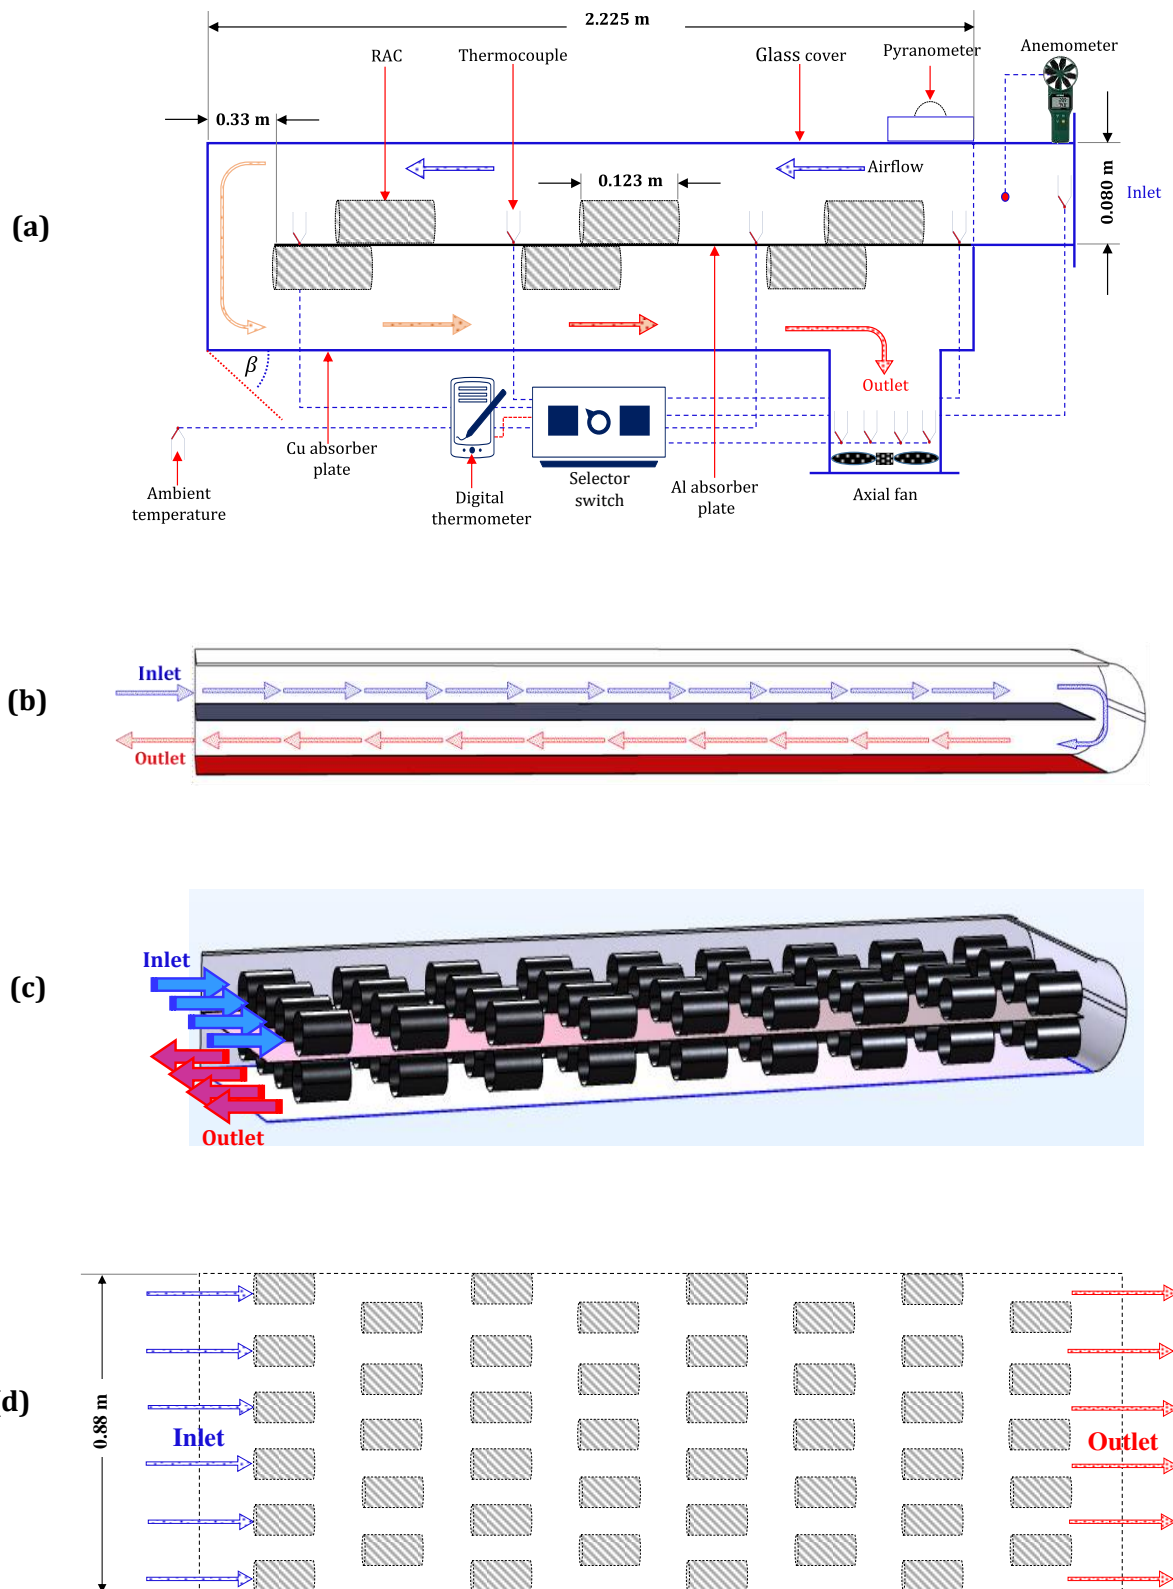 2.225 m
RAC
Thermocouple
Glass cover
Pyranometer
Anemometer
0.33 m
Airflow
0.123 m
0.080 m
Inlet
(a)
β
Outlet
Cu absorber
plate
Ambient
temperature
Digital
thermometer
Selector
switch
Al absorber
plate
Axial fan
(b)
Inlet
Outlet
(c)
Inlet
Outlet
(d)
0.88 m
Inlet
Outlet